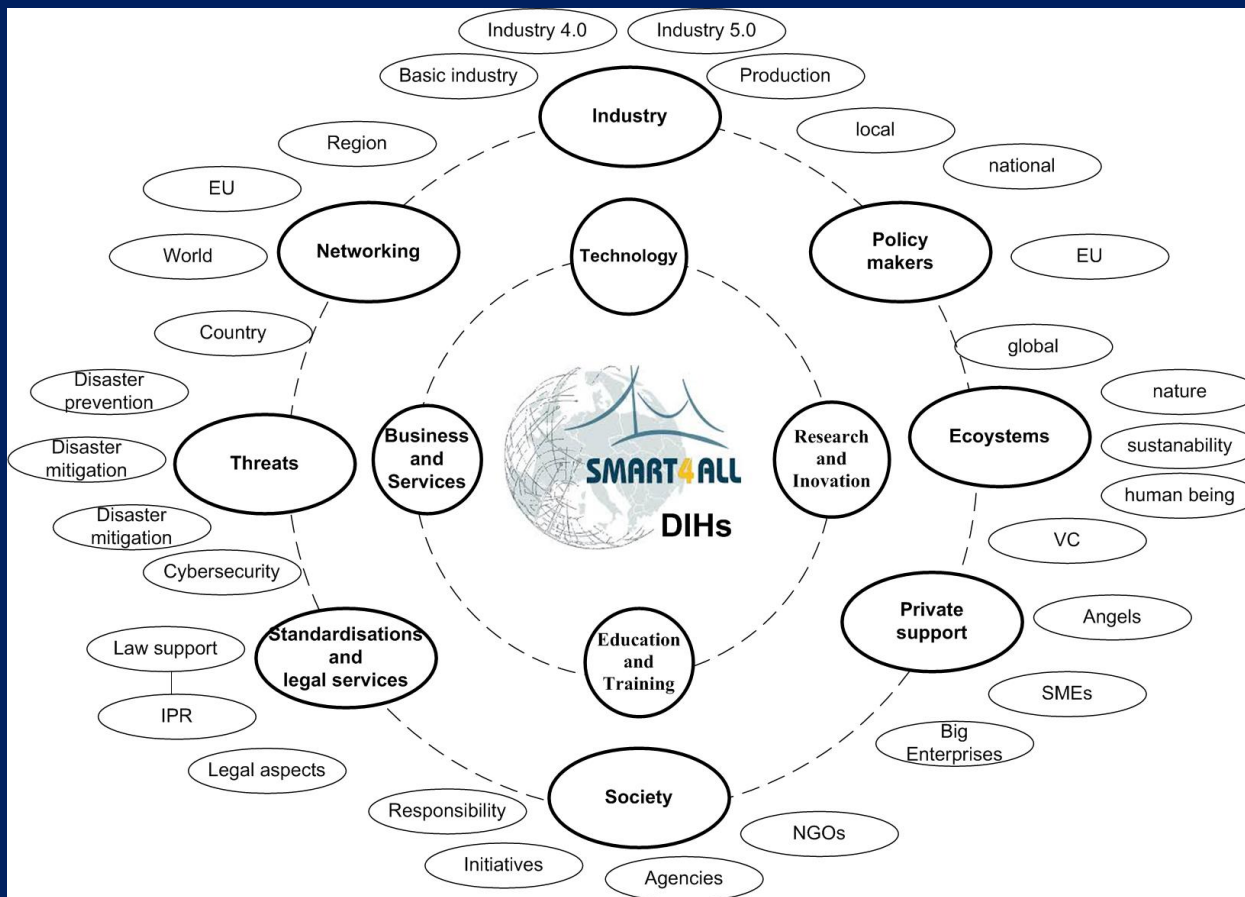 Industry 4.0
Industry 5.0
Basic industry
Production
Industry
local
Region
national
EU
Networking
Technology
Policy
makers
World
EU
Country
global
Disaster
prevention
nature
Business
and
Services
Research
and
Inovation
Ecoystems
Disaster
mitigation
Threats
SMART4ALL
DIHs
sustanability
human being
Disaster
mitigation
VC
Cybersecurity
Private
support
Angels
Standardisations
and
legal services
Education
and
Training
Law support
SMEs
IPR
Big
Enterprises
Legal aspects
Society
Responsibility
NGOs
Initiatives
Agencies